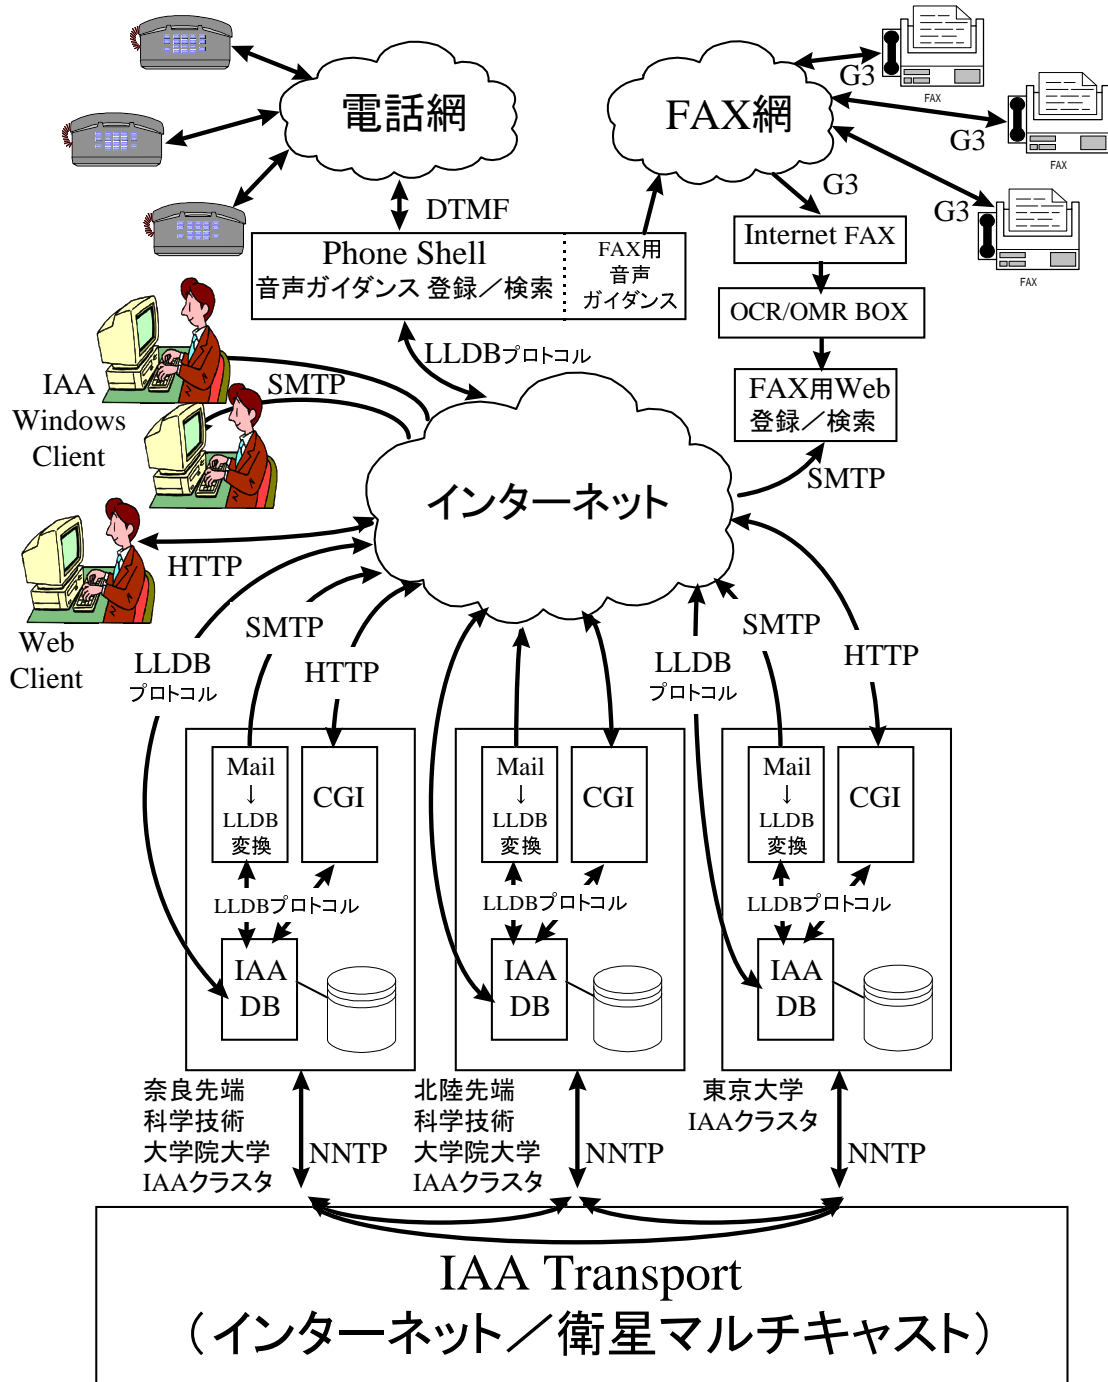 電話網
FAX網
G3
FAX
G3
FAX
G3
FAX
G3
DTMF
Phone Shell
音声ガイダンス 登録／検索
FAX用
音声
ガイダンス
Internet FAX
OCR/OMR BOX
FAX用Web
登録／検索
SMTP
LLDBプロトコル
IAA
Windows
Client
SMTP
インターネット
HTTP
Web
Client
LLDB
プロトコル
SMTP
HTTP
LLDB
プロトコル
SMTP
HTTP
Mail
↓
LLDB
変換
CGI
LLDBプロトコル
IAA
DB
Mail
↓
LLDB
変換
CGI
LLDBプロトコル
IAA
DB
Mail
↓
LLDB
変換
CGI
LLDBプロトコル
IAA
DB
奈良先端
科学技術
大学院大学
IAAクラスタ
NNTP
北陸先端
科学技術
大学院大学
IAAクラスタ
NNTP
東京大学
IAAクラスタ
NNTP
IAA Transport
（インターネット／衛星マルチキャスト）